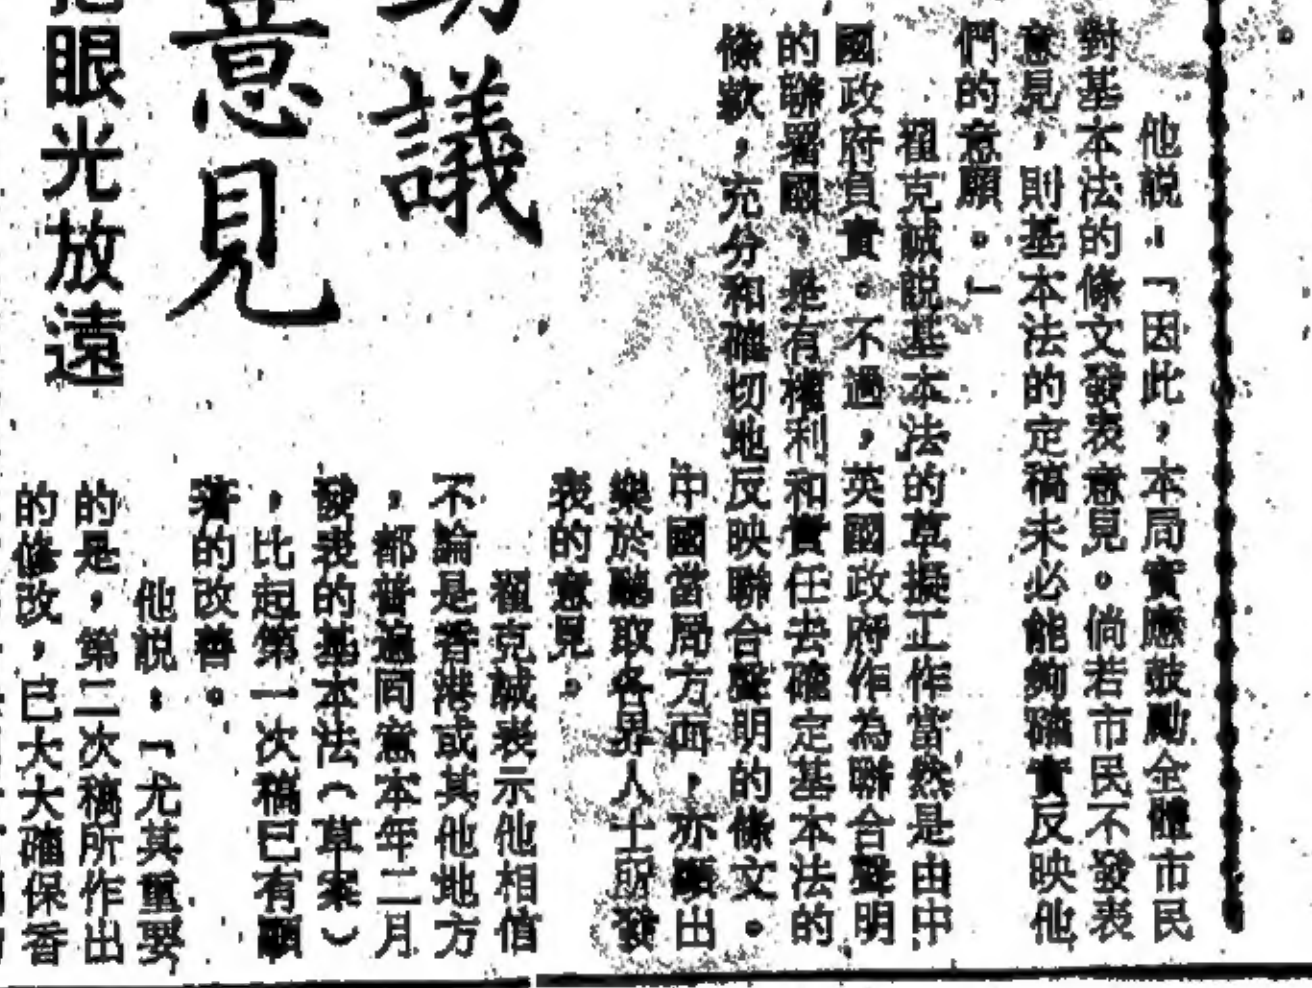 他說:「因此,本局實應鼓勵全體市民
對基本法的條文發表意見。倘若市民不發表
意見,則基本法的定稿未必能夠確實反映他
們的意願。」
翟克誠說基本法的草擬工作當然是由中
國政府負責。不過,英國政府作為聯合聲明
的聯署國,是有權利和責任去確定基本法的
條款,充分和確切地反映聯合聲明的條文。
中國當局方面,亦顯出
樂於聽取各界人士所發
表的意見。
翟克誠表示他相信
不論是香港或其他地方
,都普遍同意本年二月
發表的基本法(草案)
,比起第一次稿已有顯
著的改善。
他說:「尤其重要
的是,第二次稿所作出
的修改,已大大確保香
議
意見
眼光放遠